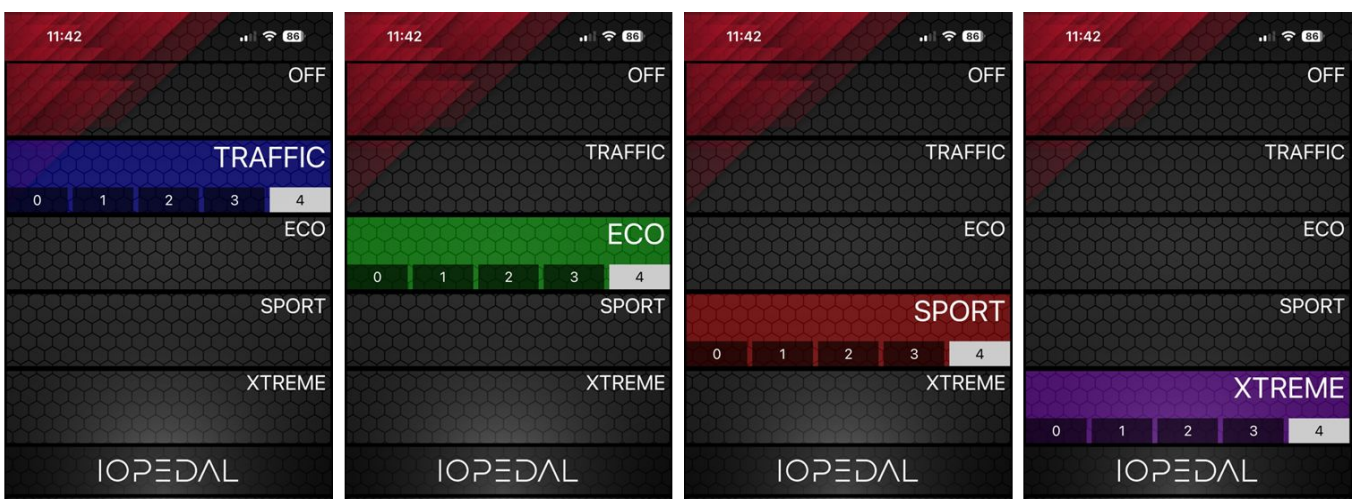 11:42 86
OFF
TRAFFIC
0 1 2 3 4
ECO
SPORT
XTREME
IOPEDAL
11:42 86
OFF
TRAFFIC
ECO
0 1 2 3 4
SPORT
XTREME
IOPEDAL
11:42 86
OFF
TRAFFIC
ECO
SPORT
0 1 2 3 4
XTREME
IOPEDAL
11:42 86
OFF
TRAFFIC
ECO
SPORT
XTREME
0 1 2 3 4
IOPEDAL